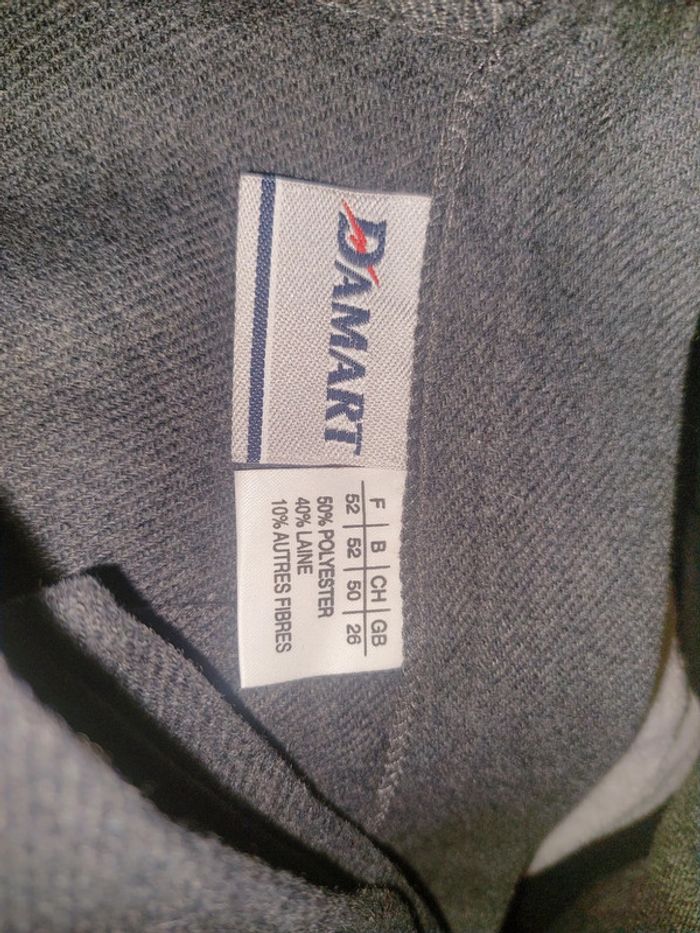 DAMART
F | B | CH | GB
52 | 52 | 50 | 26
50% POLYESTER
40% LAINE
10% AUTRES FIBRES